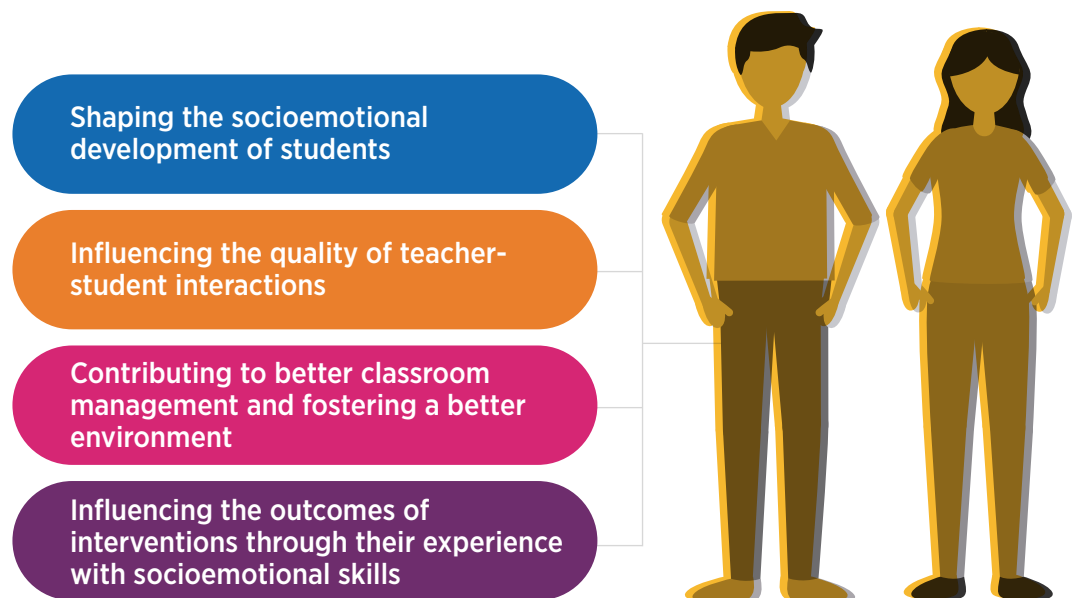 Shaping the socioemotional
development of students
Influencing the quality of teacher-
student interactions
Contributing to better classroom
management and fostering a better
environment
Influencing the outcomes of
interventions through their experience
with socioemotional skills